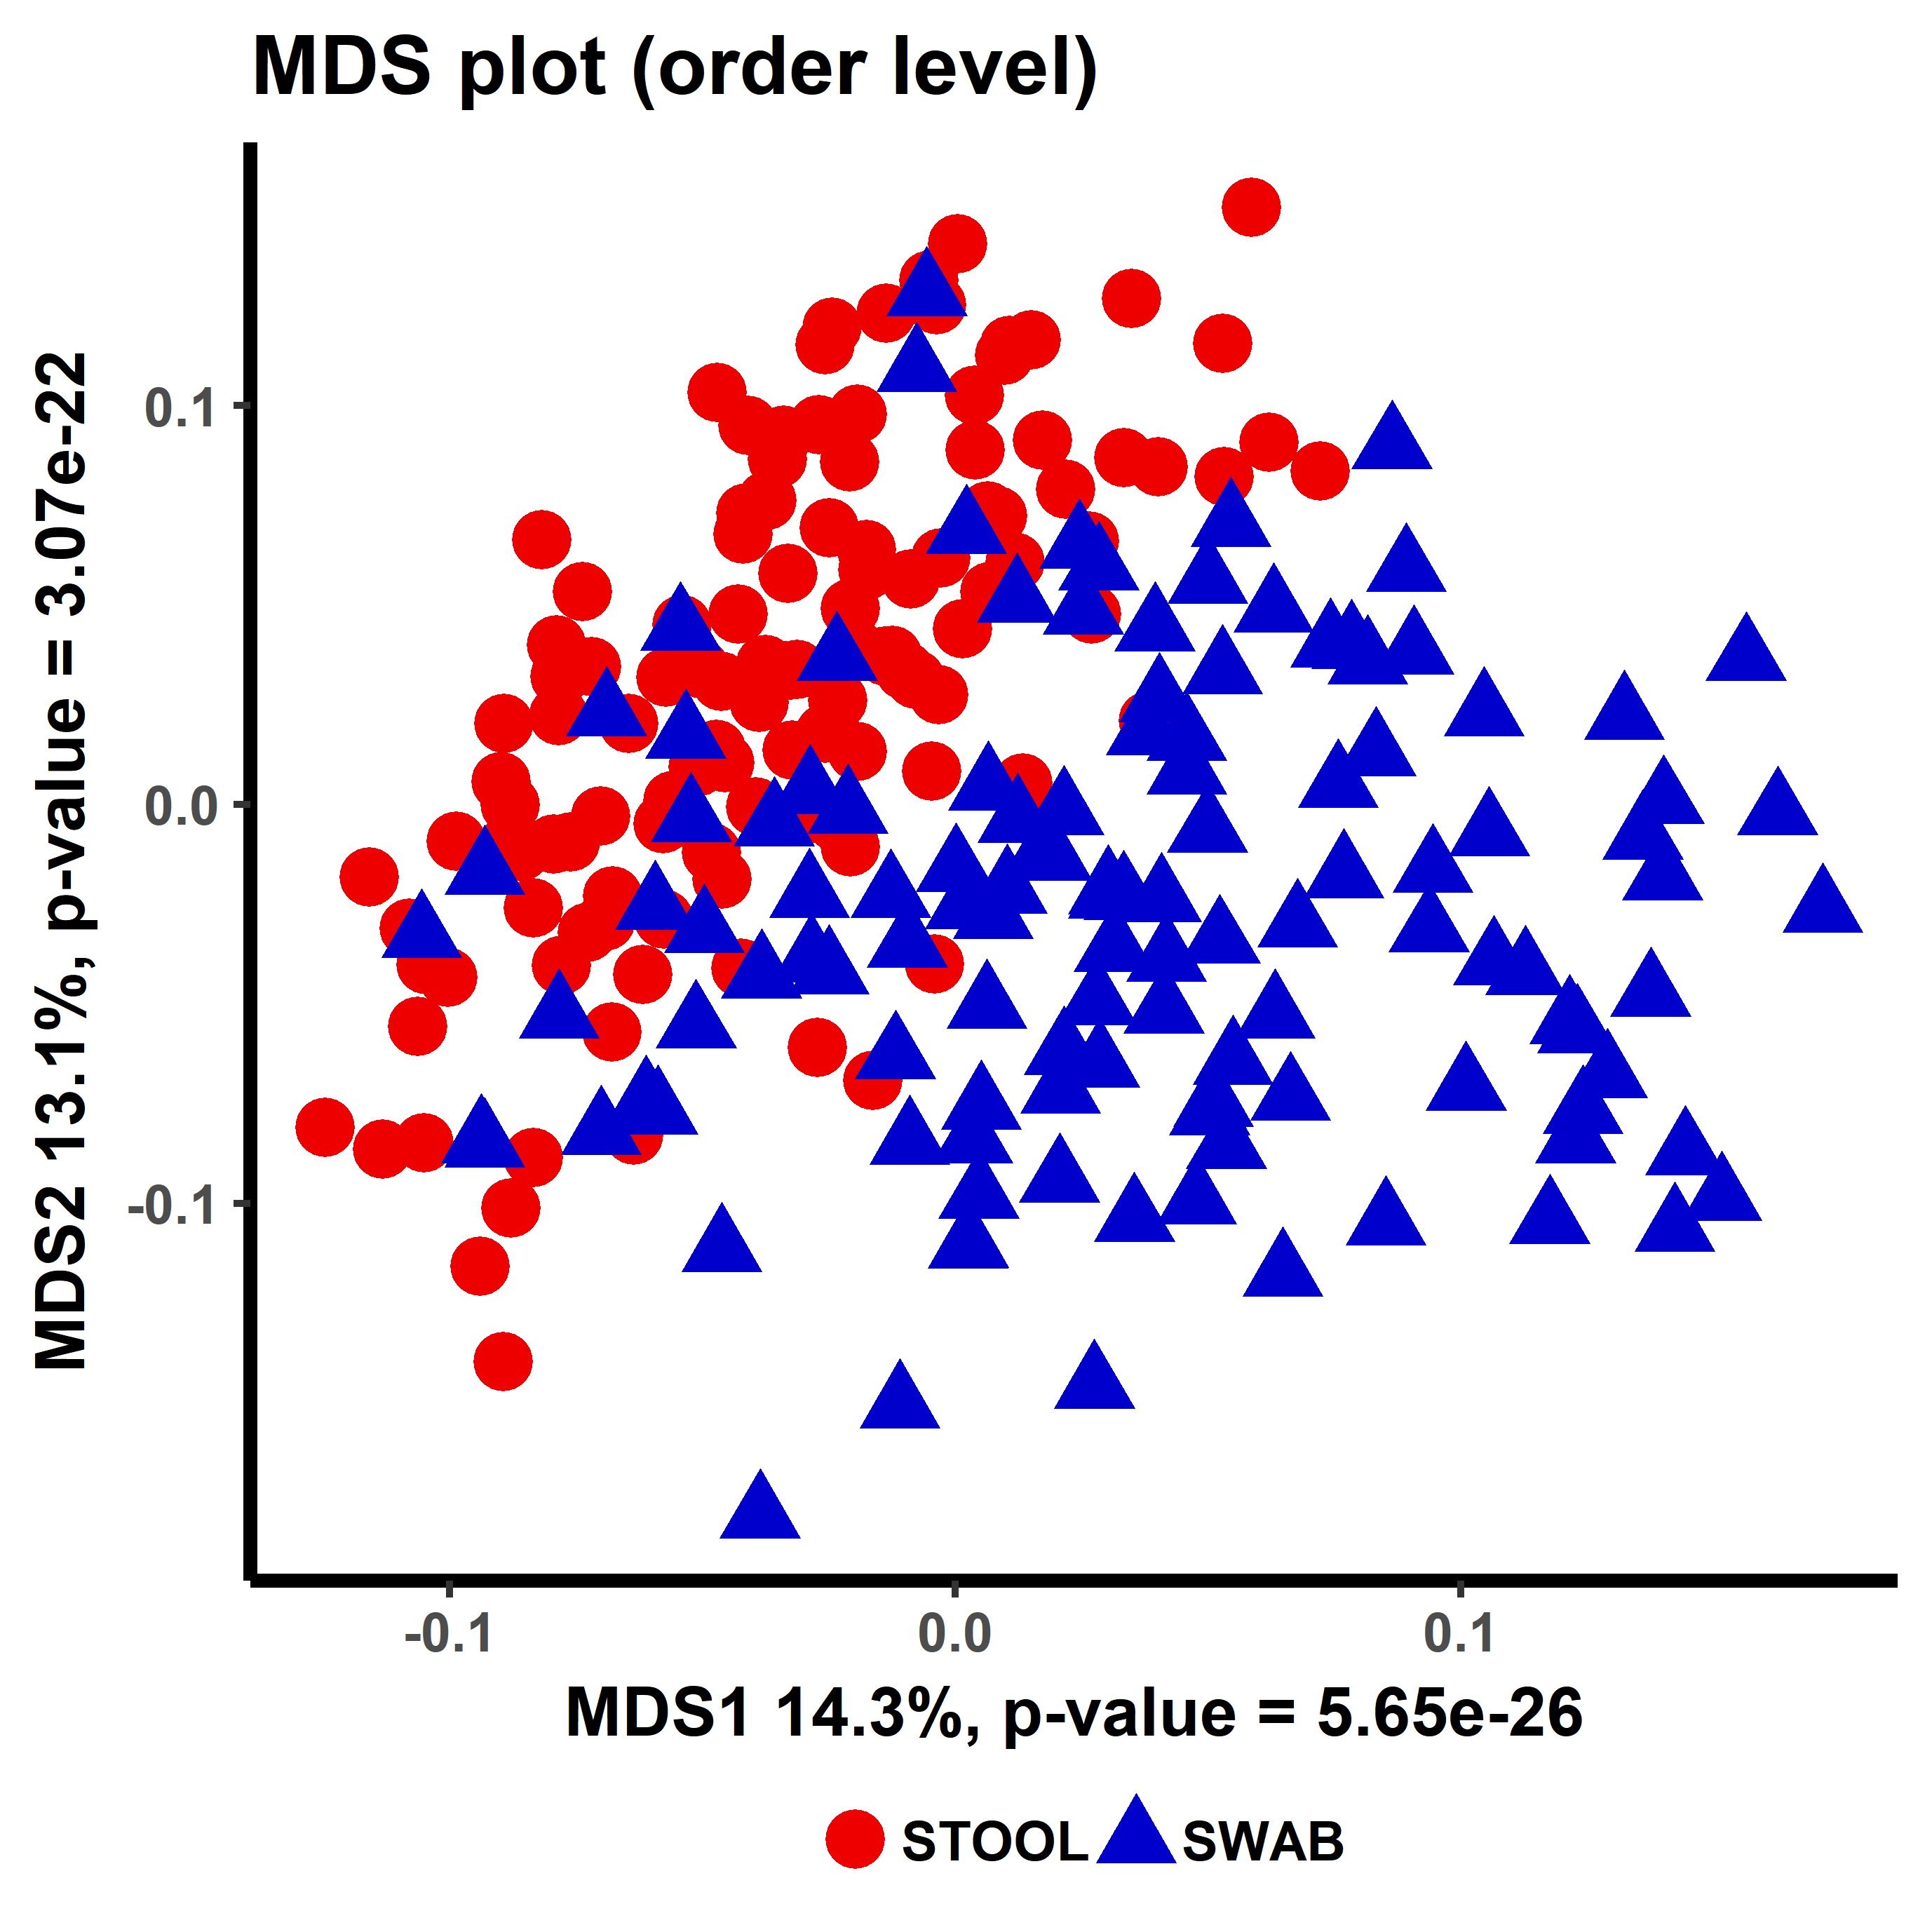 MDS plot (order level)
MDS2 13.1%, p-value = 3.07e-22
0.1
0.0
-0.1
-0.1 0.0 0.1
MDS1 14.3%, p-value = 5.65e-26
STOOL SWAB